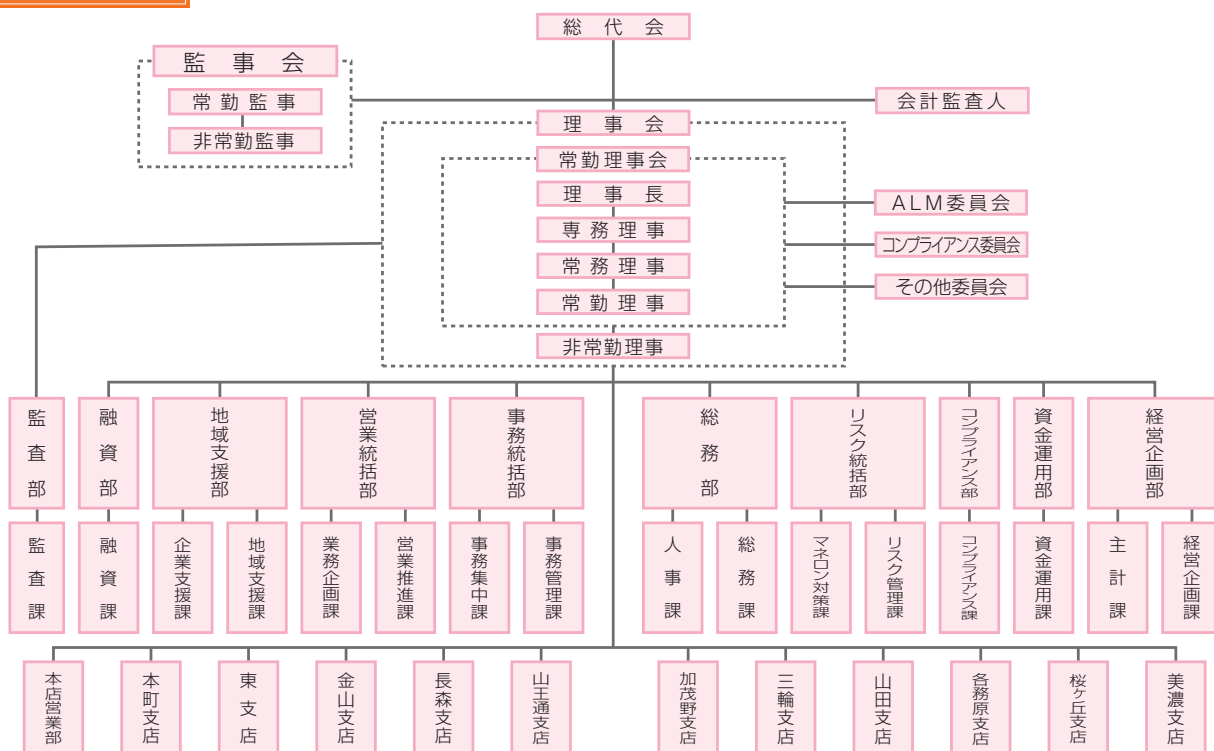 総代会
監事会
常勤監事
非常勤監事
会計監査人
理事会
常勤理事会
理事長
専務理事
常務理事
常勤理事
非常勤理事
ALM委員会
コンプライアンス委員会
その他委員会
監査部
融資部
地域支援部
営業統括部
事務統括部
総務部
リスク統括部
コンプライアンス部
資金運用部
経営企画部
監査課
融資課
企業支援課
地域支援課
業務企画課
営業推進課
事務集中課
事務管理課
人事課
総務課
マネロン対策課
リスク管理課
コンプライアンス課
資金運用課
主計課
経営企画課
本店営業部
本町支店
東支店
金山支店
長森支店
山王通支店
加茂野支店
三輪支店
山田支店
各務原支店
桜ヶ丘支店
美濃支店